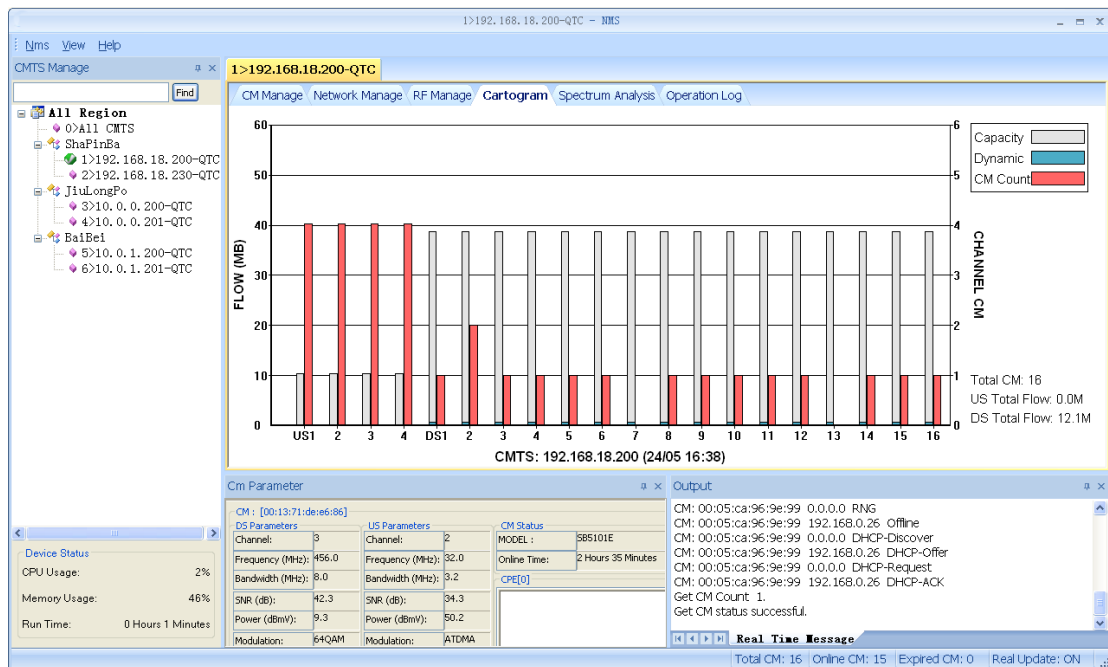 1>192.168.18.200-QTC - NMS
Nms View Help
CMTS Manage
Find
All Region
0>All CMTS
ShaPinBa
1>192.168.18.200-QTC
2>192.168.18.230-QTC
JiuLongPo
3>10.0.0.200-QTC
4>10.0.0.201-QTC
BaiBei
5>10.0.1.200-QTC
6>10.0.1.201-QTC
Device Status
CPU Usage: 2%
Memory Usage: 46%
Run Time: 0 Hours 1 Minutes
1>192.168.18.200-QTC
CM Manage Network Manage RF Manage Cartogram Spectrum Analysis Operation Log
60 6
50 5
40 4
30 3
20 2
10 1
0 0
FLOW (MB)
CHANNEL CM
US1 2 3 4 DS1 2 3 4 5 6 7 8 9 10 11 12 13 14 15 16
CMTS: 192.168.18.200 (24/05 16:38)
Capacity
Dynamic
CM Count
Total CM: 16
US Total Flow: 0.0M
DS Total Flow: 12.1M
Cm Parameter
CM : [00:13:71:de:e6:86]
DS Parameters
Channel: 3
Frequency (MHz): 456.0
Bandwidth (MHz): 8.0
SNR (dB): 42.3
Power (dBmV): 9.3
Modulation: 64QAM
US Parameters
Channel: 2
Frequency (MHz): 32.0
Bandwidth (MHz): 3.2
SNR (dB): 34.3
Power (dBmV): 50.2
Modulation: ATDMA
CM Status
MODEL : SB5101E
Online Time: 2 Hours 35 Minutes
CPE[0]
Output
CM: 00:05:ca:96:9e:99 0.0.0.0 RNG
CM: 00:05:ca:96:9e:99 192.168.0.26 Offline
CM: 00:05:ca:96:9e:99 0.0.0.0 DHCP-Discover
CM: 00:05:ca:96:9e:99 192.168.0.26 DHCP-Offer
CM: 00:05:ca:96:9e:99 0.0.0.0 DHCP-Request
CM: 00:05:ca:96:9e:99 192.168.0.26 DHCP-ACK
Get CM Count 1.
Get CM status successful.
Real Time Message
Total CM: 16 Online CM: 15 Expired CM: 0 Real Update: ON